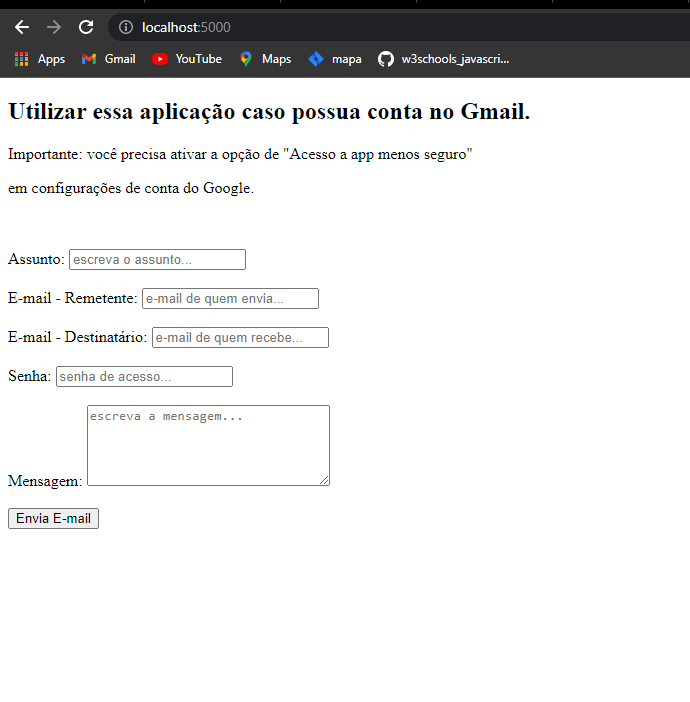 localhost:5000
Apps Gmail YouTube Maps mapa w3schools_javascri...
Utilizar essa aplicação caso possua conta no Gmail.
Importante: você precisa ativar a opção de "Acesso a app menos seguro"
em configurações de conta do Google.
Assunto: escreva o assunto...
E-mail - Remetente: e-mail de quem envia...
E-mail - Destinatário: e-mail de quem recebe...
Senha: senha de acesso...
escreva a mensagem...
Mensagem:
Envia E-mail